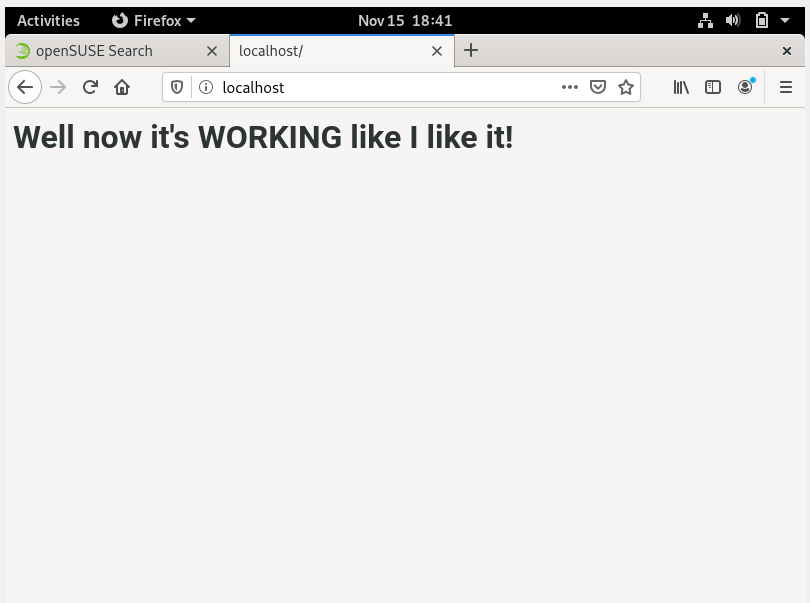 Activities Firefox Nov 15 18:41
openSUSE Search localhost/
localhost
Well now it's WORKING like I like it!